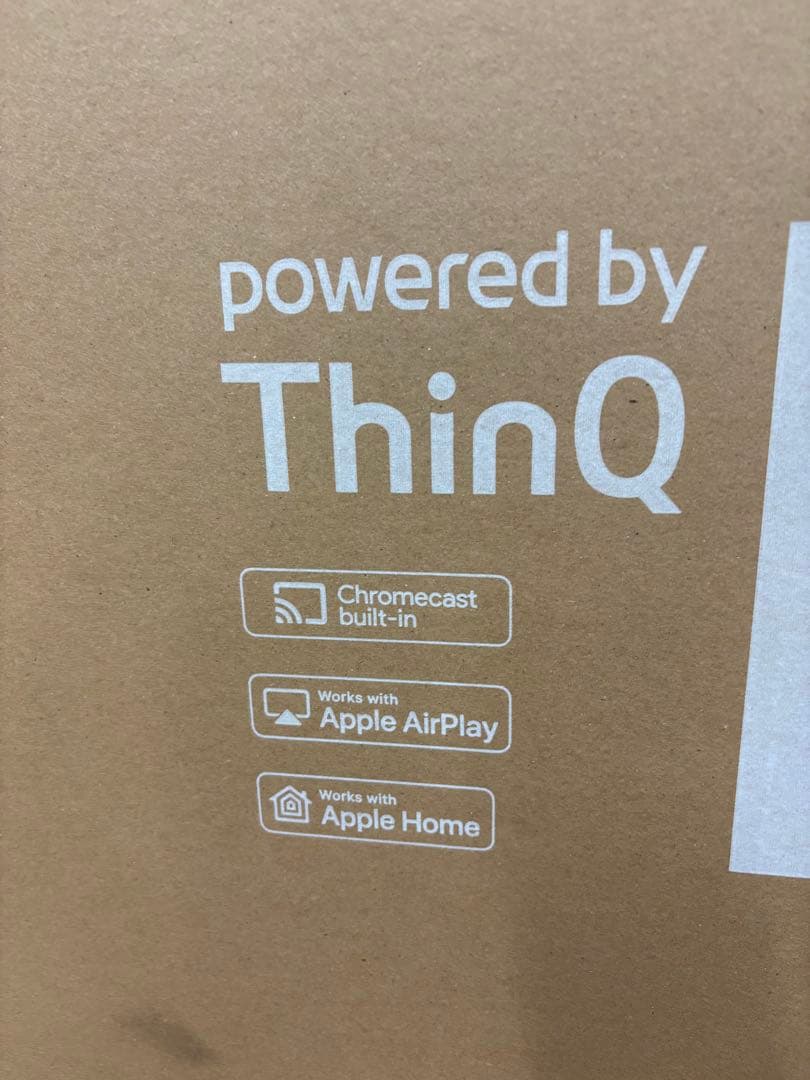 powered by
ThinQ
Chromecast
built-in
Works with
Apple AirPlay
Works with
Apple Home